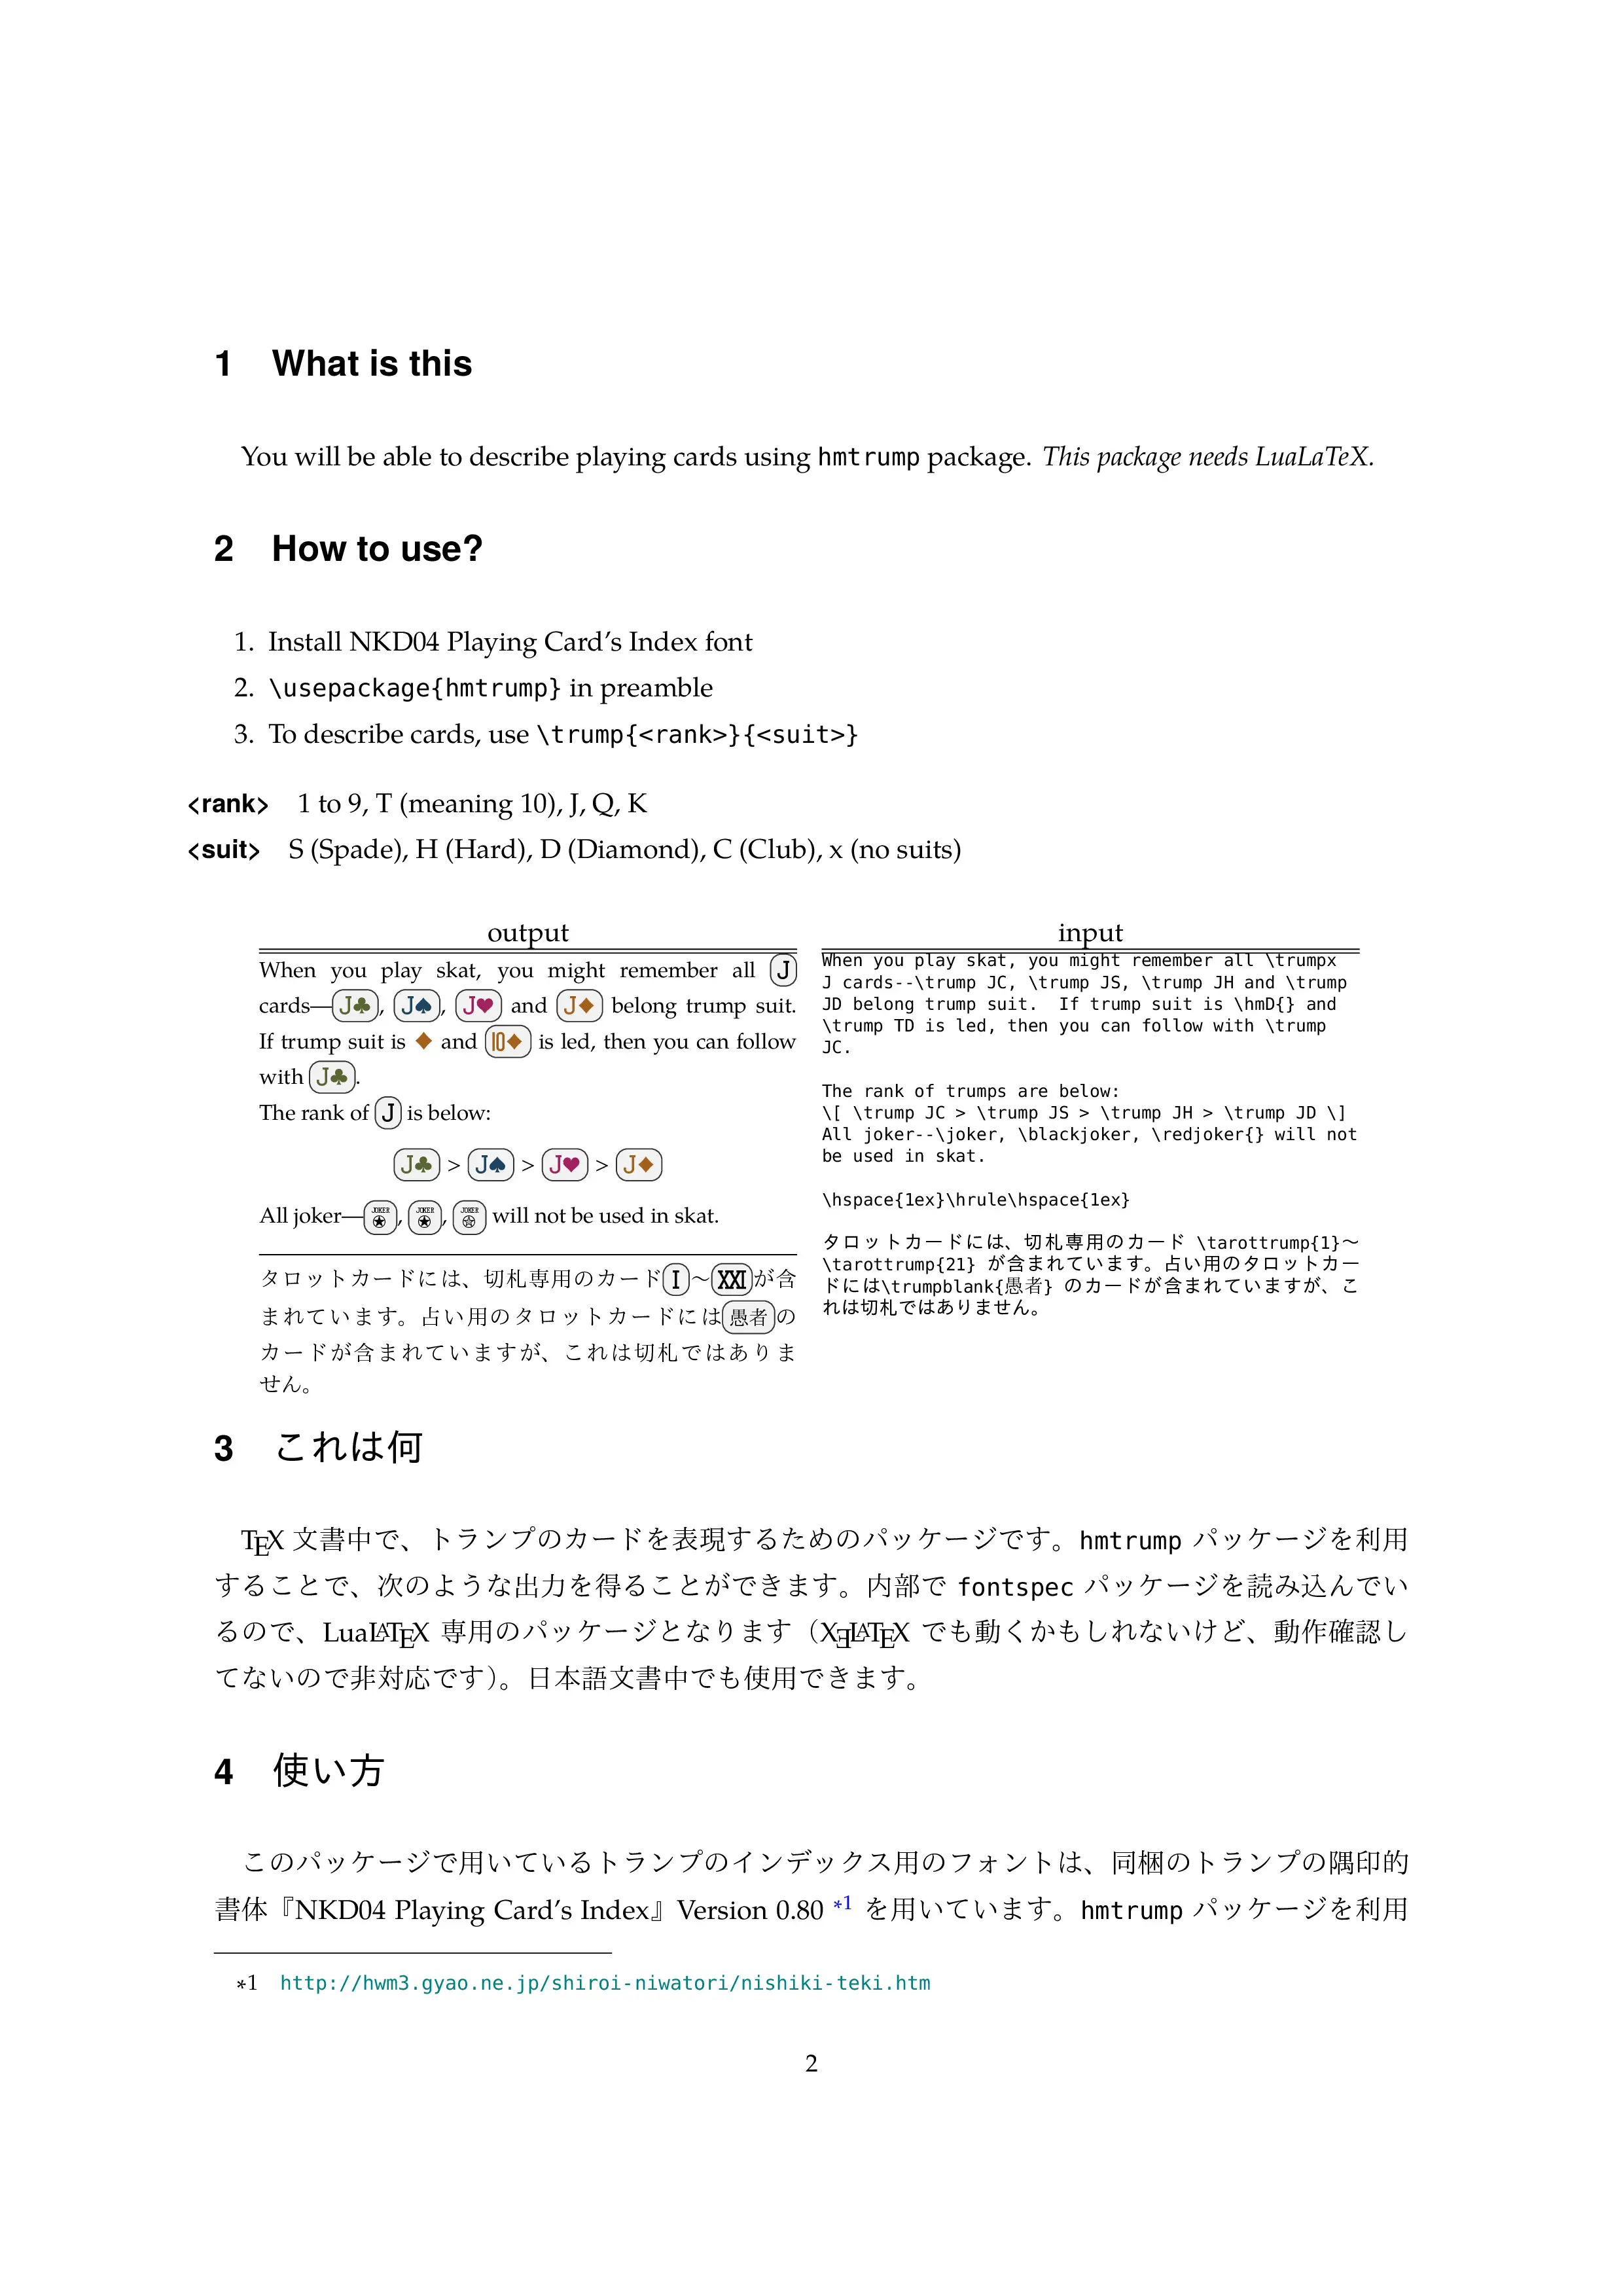 1 What is this
You will be able to describe playing cards using hmtrump package. This package needs LuaLaTeX.
2 How to use?
1. Install NKD04 Playing Card's Index font
2. \usepackage{hmtrump} in preamble
3. To describe cards, use \trump{<rank>}{<suit>}
<rank> 1 to 9, T (meaning 10), J, Q, K
<suit> S (Spade), H (Hard), D (Diamond), C (Club), x (no suits)
output
When you play skat, you might remember all J
cards—J♣, J♠, J♥ and J♦ belong trump suit.
If trump suit is ♦ and 10♦ is led, then you can follow
with J♣.
The rank of J is below:
J♣ > J♠ > J♥ > J♦
All joker—JOKER, JOKER, JOKER will not be used in skat.
タロットカードには、切札専用のカードI～XXIが含
まれています。占い用のタロットカードには愚者の
カードが含まれていますが、これは切札ではありま
せん。
input
When you play skat, you might remember all \trumpx
J cards--\trump JC, \trump JS, \trump JH and \trump
JD belong trump suit.  If trump suit is \hmD{} and
\trump TD is led, then you can follow with \trump
JC.
The rank of trumps are below:
\[ \trump JC > \trump JS > \trump JH > \trump JD \]
All joker--\joker, \blackjoker, \redjoker{} will not
be used in skat.
\hspace{1ex}\hrule\hspace{1ex}
タロットカードには、切札専用のカード \tarottrump{1}～
\tarottrump{21} が含まれています。占い用のタロットカー
ドには\trumpblank{愚者} のカードが含まれていますが、こ
れは切札ではありません。
3 これは何
TEX 文書中で、トランプのカードを表現するためのパッケージです。hmtrump パッケージを利用
することで、次のような出力を得ることができます。内部で fontspec パッケージを読み込んでい
るので、LuaLATEX 専用のパッケージとなります（XELATEX でも動くかもしれないけど、動作確認し
てないので非対応です）。日本語文書中でも使用できます。
4 使い方
このパッケージで用いているトランプのインデックス用のフォントは、同梱のトランプの隅印的
書体『NKD04 Playing Card's Index』Version 0.80 *1 を用いています。hmtrump パッケージを利用
*1 http://hwm3.gyao.ne.jp/shiroi-niwatori/nishiki-teki.htm
2